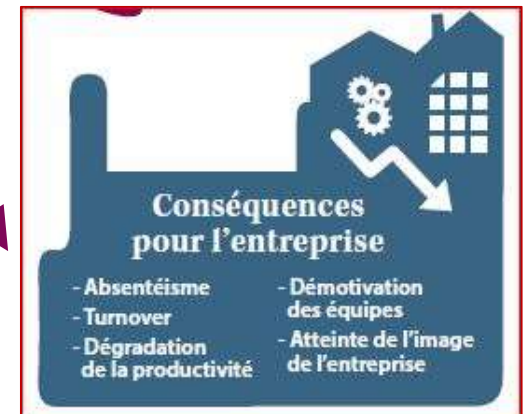 Conséquences
pour l'entreprise
- Absentéisme
- Turnover
- Dégradation
de la productivité
- Démotivation
des équipes
- Atteinte de l'image
de l'entreprise